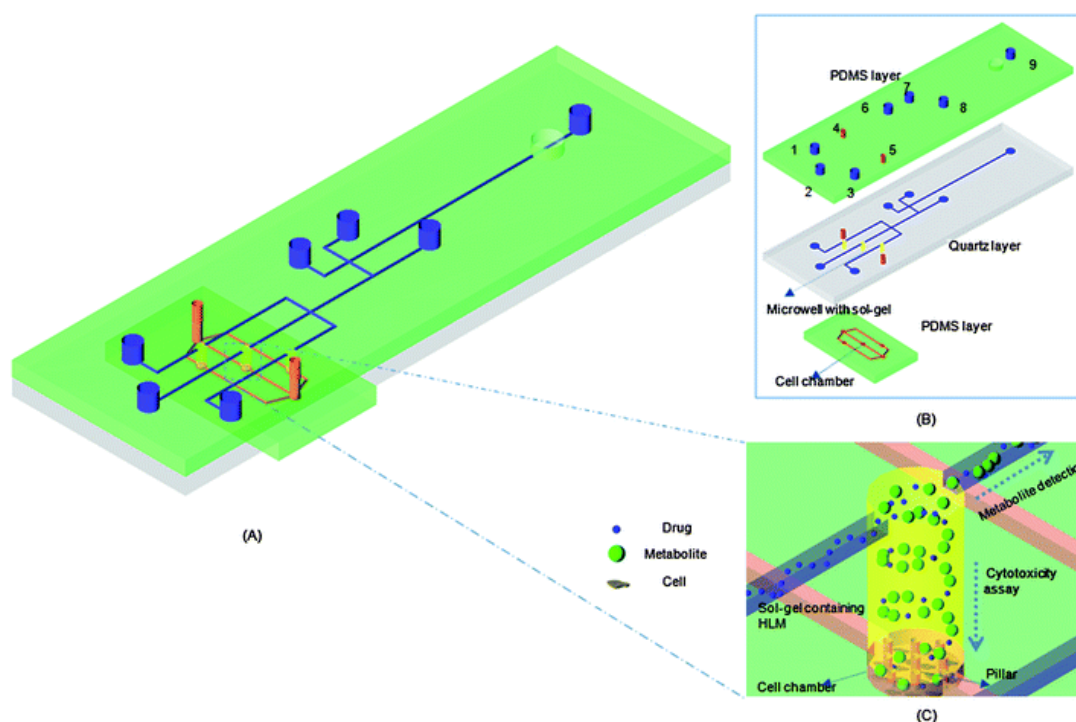 PDMS layer
9
7
6
8
4
1
5
2
3
Quartz layer
Microwell with sol-gel
PDMS layer
Cell chamber
(B)
(A)
Drug
Metabolite
Cell
Metabolite detectio
Cytotoxicity
assay
Sol-gel containing
HLM
Cell chamber
Pillar
(C)